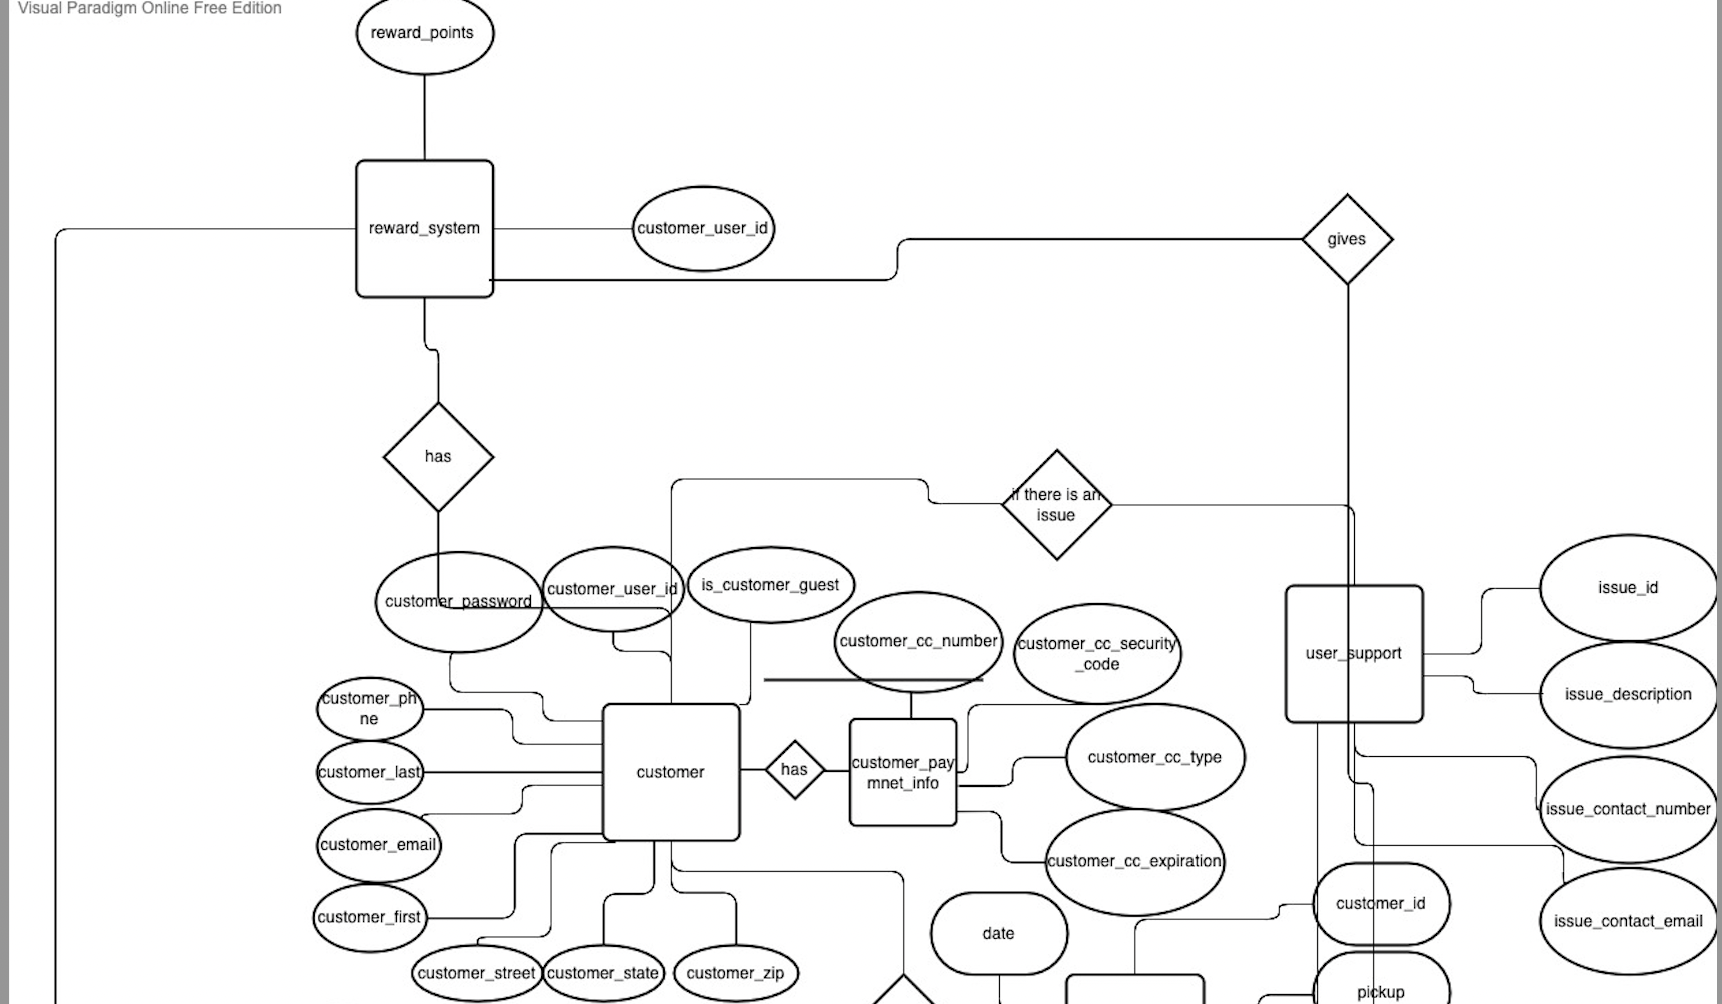 Visual Paradigm Online Free Edition
reward_points
reward_system
customer_user_id
gives
has
if there is an
issue
customer_password
customer_user_id
is_customer_guest
issue_id
customer_cc_number
customer_cc_security
_code
user_support
issue_description
customer_ph
ne
customer_last
customer
has
customer_pay
mnet_info
customer_cc_type
issue_contact_number
customer_email
customer_cc_expiration
customer_first
date
customer_id
issue_contact_email
customer_street
customer_state
customer_zip
pickup